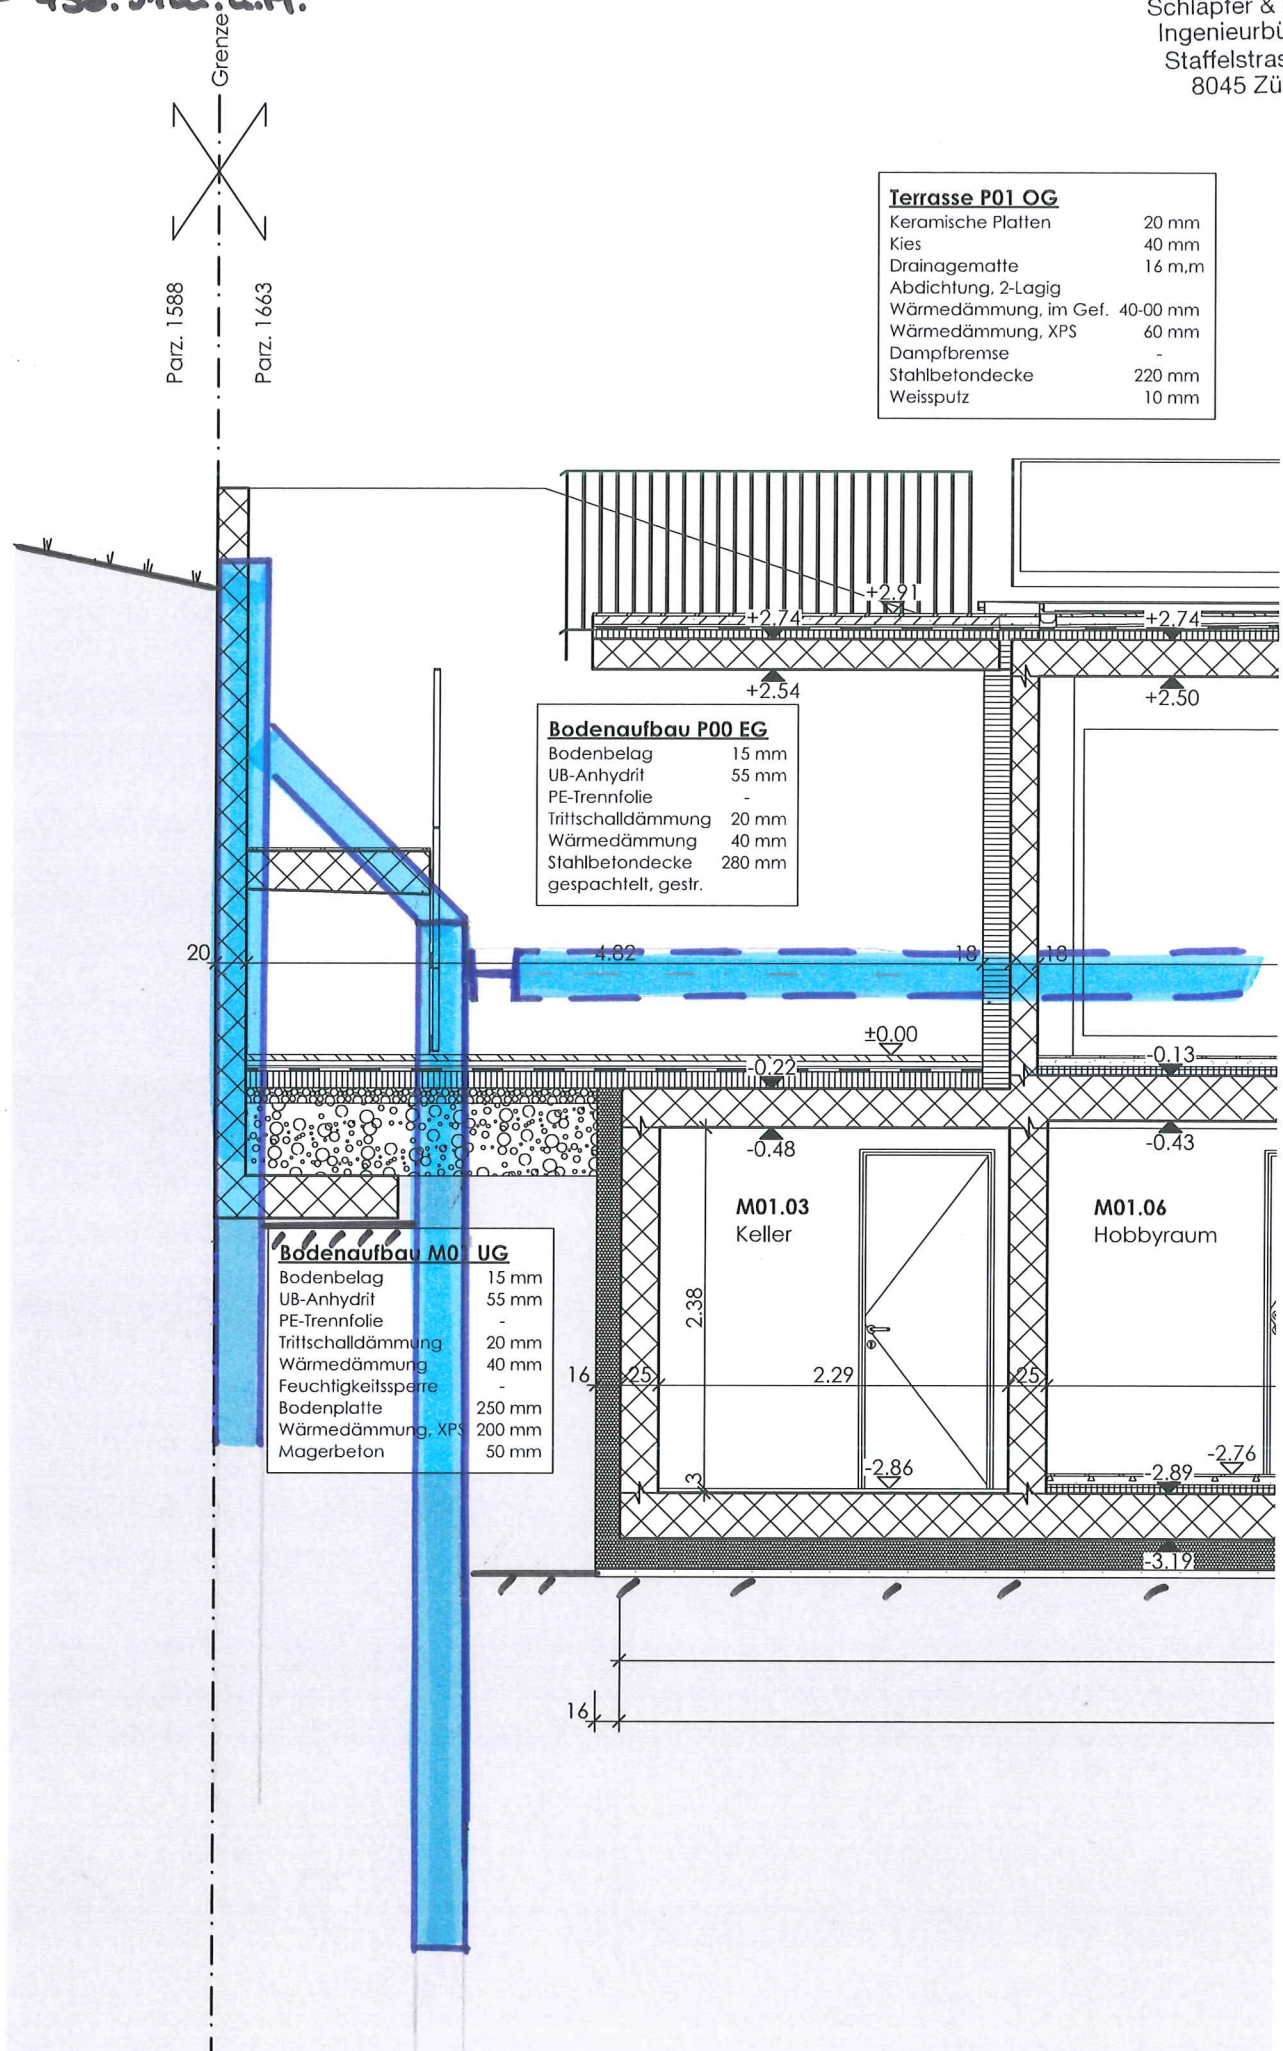 Grenze
Schlapfer &
Ingenieurbü
Staffelstras
8045 Zü
Parz. 1588
Parz. 1663
Terrasse P01 OG
Keramische Platten 20 mm
Kies 40 mm
Drainagematte 16 m,m
Abdichtung, 2-Lagig
Wärmedämmung, im Gef. 40-00 mm
Wärmedämmung, XPS 60 mm
Dampfbremse -
Stahlbetondecke 220 mm
Weissputz 10 mm
+2.91
+2.74
+2.74
+2.54
+2.50
Bodenaufbau P00 EG
Bodenbelag 15 mm
UB-Anhydrit 55 mm
PE-Trennfolie -
Trittschalldämmung 20 mm
Wärmedämmung 40 mm
Stahlbetondecke 280 mm
gespachtelt, gestr.
20
4.82
18
18
±0.00
-0.22
-0.13
-0.48
-0.43
M01.03
Keller
M01.06
Hobbyraum
Bodenaufbau M01 UG
Bodenbelag 15 mm
UB-Anhydrit 55 mm
PE-Trennfolie -
Trittschalldämmung 20 mm
Wärmedämmung 40 mm
Feuchtigkeitssperre -
Bodenplatte 250 mm
Wärmedämmung, XPS 200 mm
Magerbeton 50 mm
2.38
16
25
2.29
25
3
-2.86
-2.89
-2.76
-3.19
16